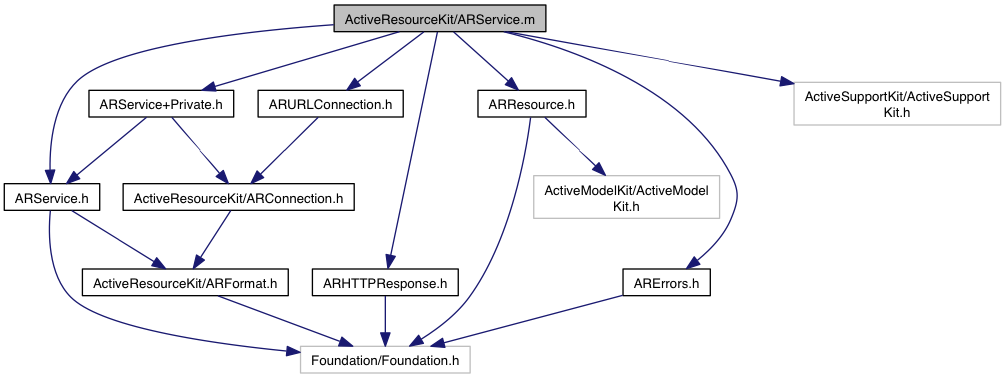 ActiveResourceKit/ARService.m
ARService+Private.h
ARURLConnection.h
ARResource.h
ActiveSupportKit/ActiveSupport
Kit.h
ARService.h
ActiveResourceKit/ARConnection.h
ActiveModelKit/ActiveModel
Kit.h
ActiveResourceKit/ARFormat.h
ARHTTPResponse.h
ARErrors.h
Foundation/Foundation.h